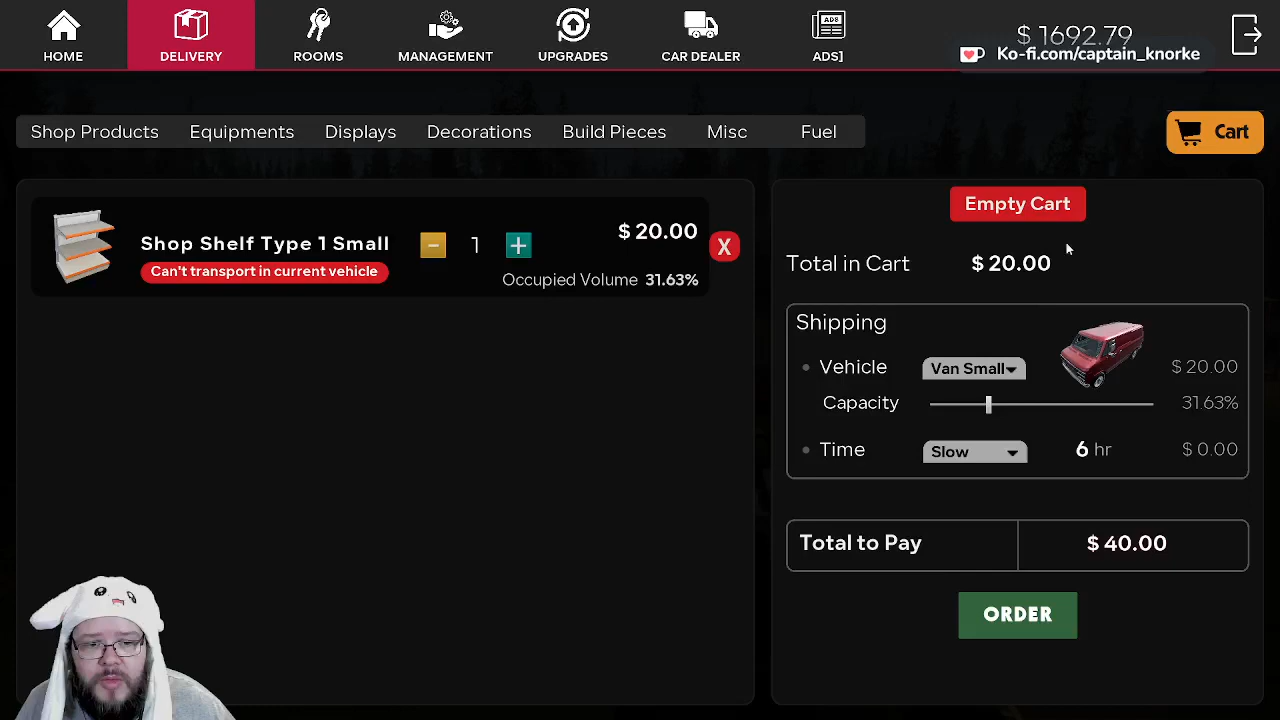 HOME
DELIVERY
ROOMS
MANAGEMENT
UPGRADES
CAR DEALER
ADS
ADS]
$ 1692.79
Ko-fi.com/captain_knorke
Shop Products
Equipments
Displays
Decorations
Build Pieces
Misc
Fuel
Cart
Shop Shelf Type 1 Small
Can't transport in current vehicle
− 1 +
$ 20.00
Occupied Volume 31.63%
X
Empty Cart
Total in Cart $ 20.00
Shipping
Vehicle Van Small $ 20.00
Capacity 31.63%
Time Slow 6 hr $ 0.00
Total to Pay $ 40.00
ORDER